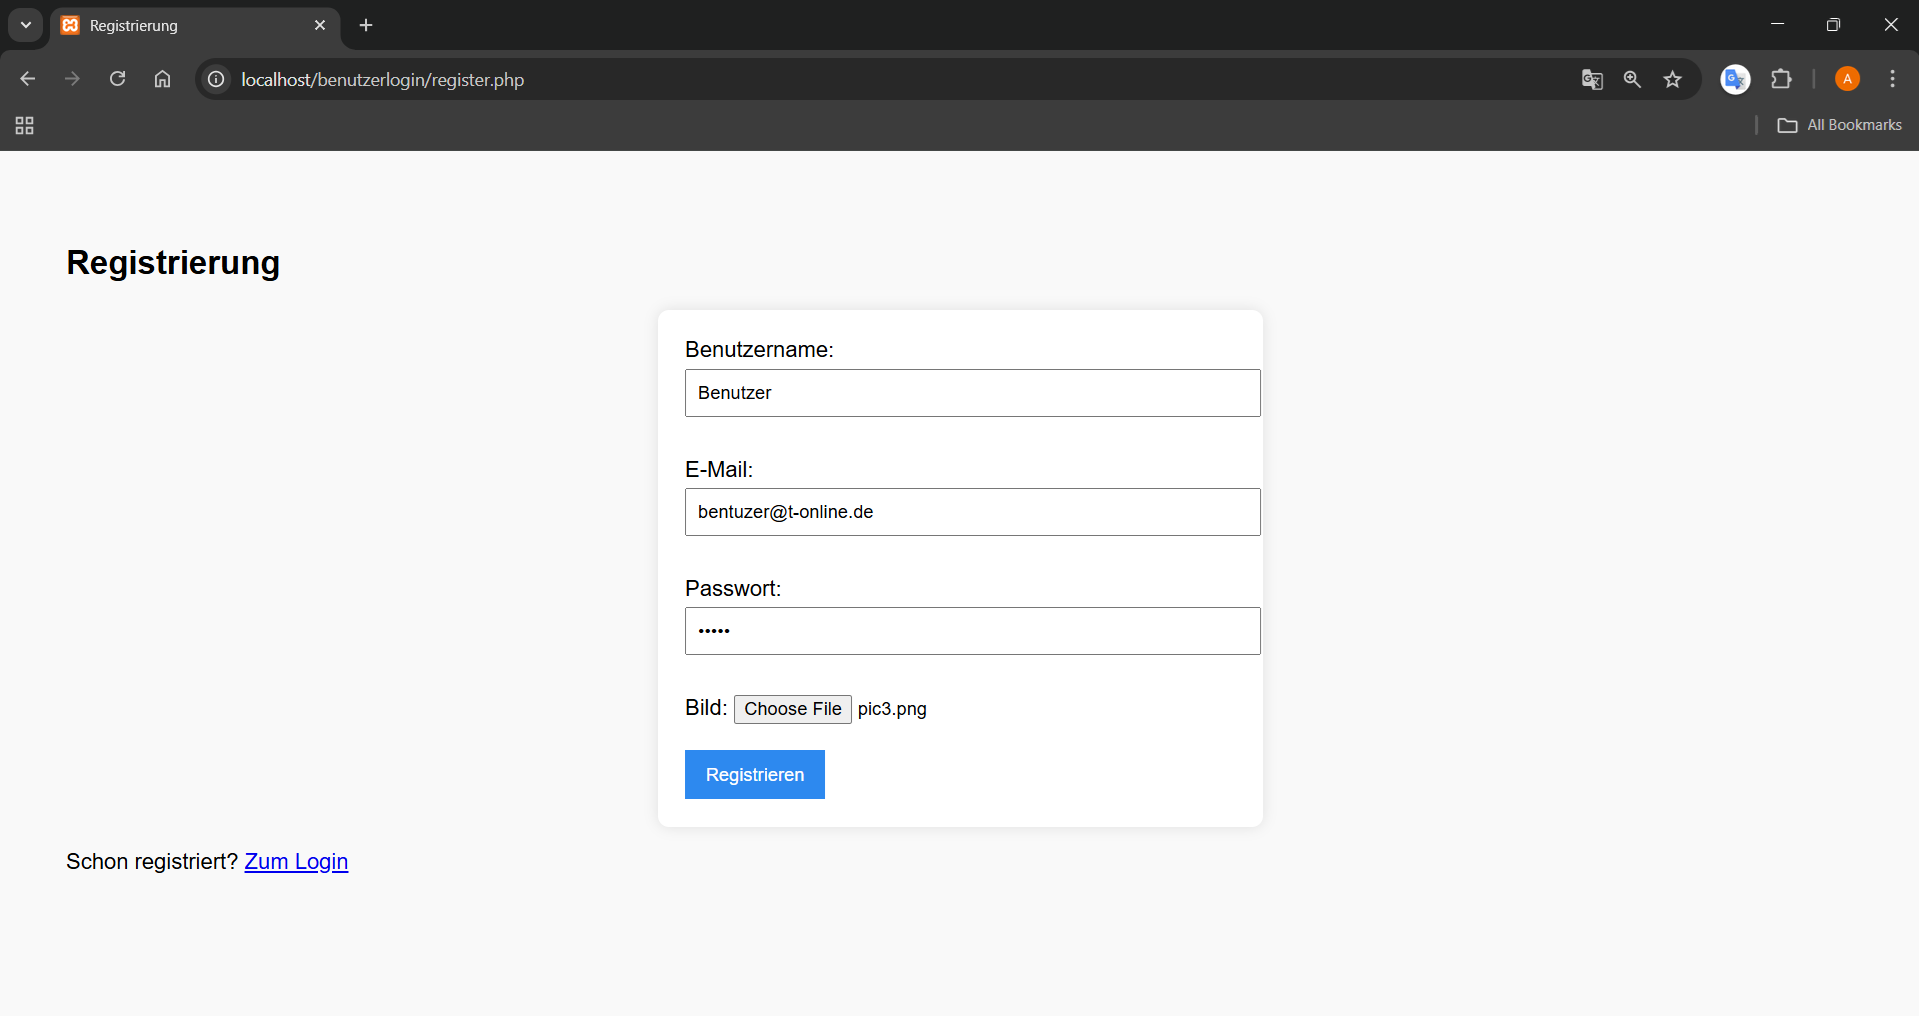 Registrierung
localhost/benutzerlogin/register.php
A
All Bookmarks
Registrierung
Benutzername:
Benutzer
E-Mail:
bentuzer@t-online.de
Passwort:
•••••
Bild: Choose File pic3.png
Registrieren
Schon registriert? Zum Login